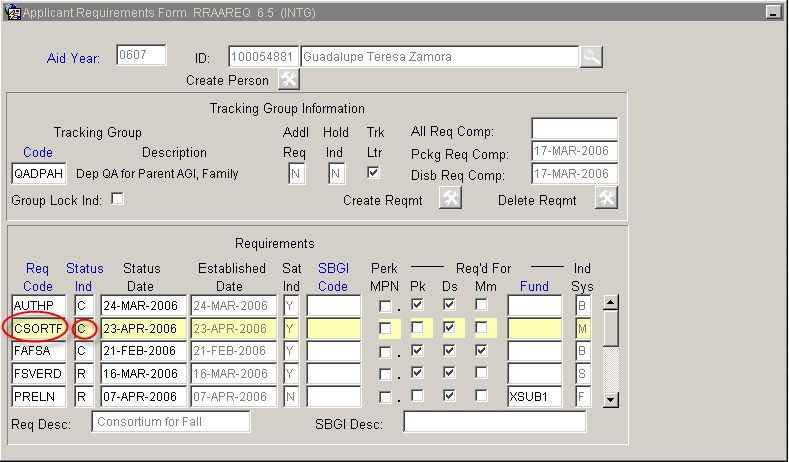 Applicant Requirements Form RRAAREQ 6.5 (INTG)
Aid Year: 0607 ID: 100054881 Guadalupe Teresa Zamora
Create Person
Tracking Group Information
Tracking Group Addl Hold Trk All Req Comp:
Code Description Req Ind Ltr Pckg Req Comp: 17-MAR-2006
QADPAH Dep QA for Parent AGI, Family N N Disb Req Comp: 17-MAR-2006
Group Lock Ind: Create Reqmt Delete Reqmt
Requirements
Req Status Status Established Sat SBGI Perk Req'd For Ind
Code Ind Date Date Ind Code MPN Pk Ds Mm Fund Sys
AUTHP C 24-MAR-2006 24-MAR-2006 Y . B
CSORTF C 23-APR-2006 23-APR-2006 Y . M
FAFSA C 21-FEB-2006 21-FEB-2006 Y . B
FSVERD R 16-MAR-2006 16-MAR-2006 Y . S
PRELN R 07-APR-2006 07-APR-2006 N . XSUB1 F
Req Desc: Consortium for Fall SBGI Desc: